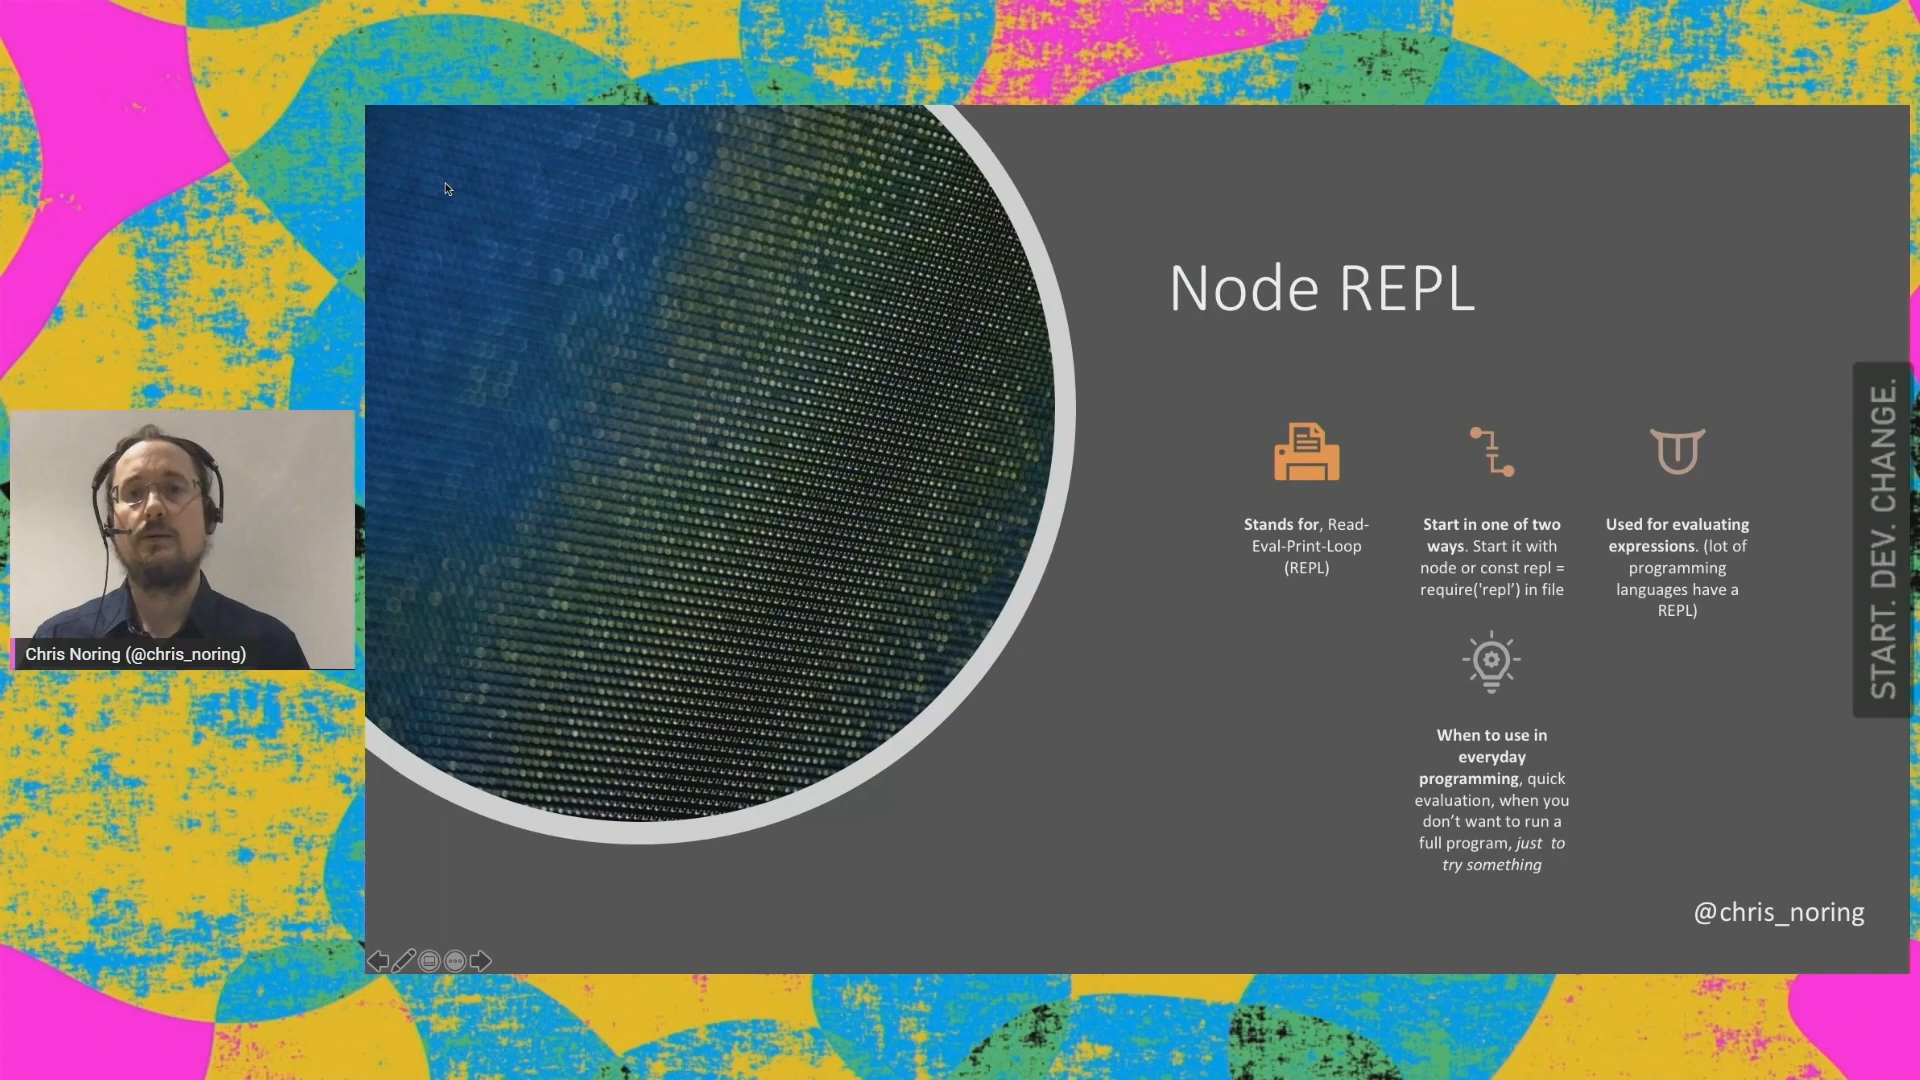 Node REPL
Stands for, Read-
Eval-Print-Loop
(REPL)
Start in one of two
ways. Start it with
node or const repl =
require('repl’) in file
Used for evaluating
expressions. (lot of
programming
languages have a
REPL)
When to use in
everyday
programming, quick
evaluation, when you
don’t want to run a
full program, just to
try something
@chris_noring
Chris Noring (@chris_noring)
START. DEV. CHANGE.